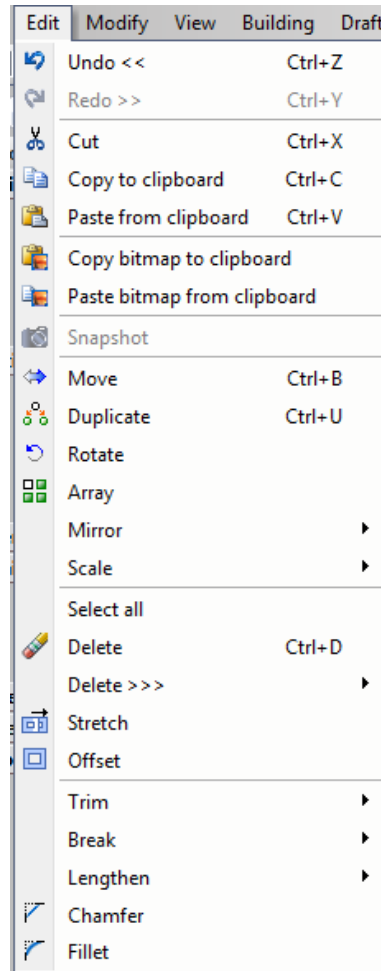 Edit Modify View Building Draft
Undo << Ctrl+Z
Redo >> Ctrl+Y
Cut Ctrl+X
Copy to clipboard Ctrl+C
Paste from clipboard Ctrl+V
Copy bitmap to clipboard
Paste bitmap from clipboard
Snapshot
Move Ctrl+B
Duplicate Ctrl+U
Rotate
Array
Mirror
Scale
Select all
Delete Ctrl+D
Delete >>>
Stretch
Offset
Trim
Break
Lengthen
Chamfer
Fillet